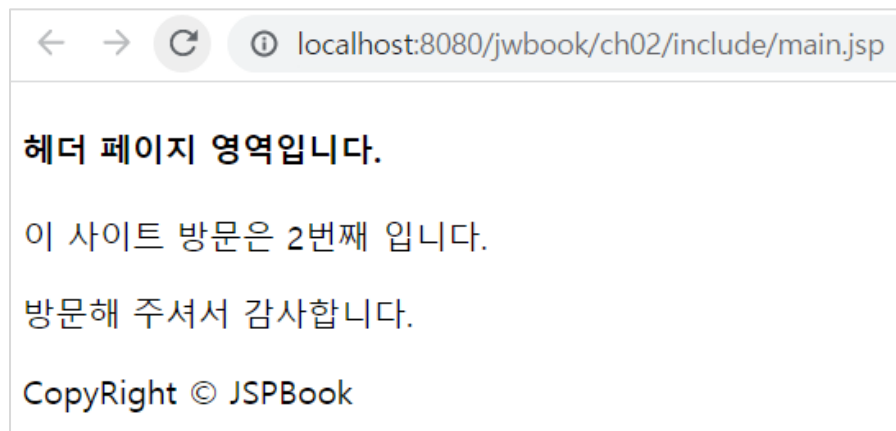 localhost:8080/jwbook/ch02/include/main.jsp
헤더 페이지 영역입니다.
이 사이트 방문은 2번째 입니다.
방문해 주셔서 감사합니다.
CopyRight © JSPBook